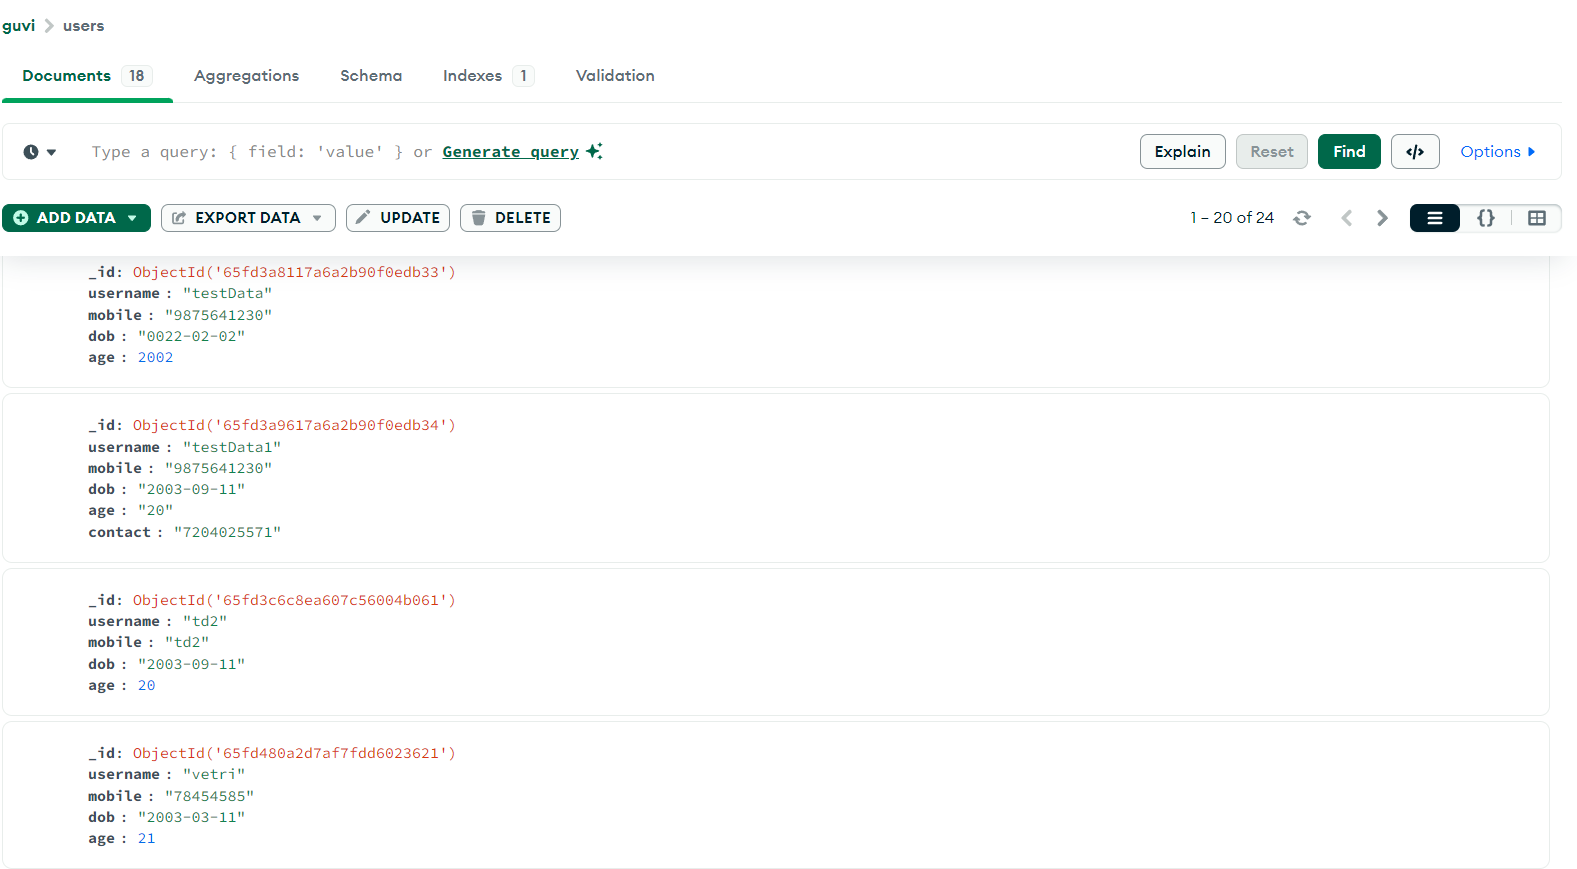 guvi > users
Documents 18 Aggregations Schema Indexes 1 Validation
Type a query: { field: 'value' } or Generate query Explain Reset Find </> Options
ADD DATA EXPORT DATA UPDATE DELETE 1 – 20 of 24 {}
_id: ObjectId('65fd3a8117a6a2b90f0edb33')
username : "testData"
mobile : "9875641230"
dob : "0022-02-02"
age : 2002
_id: ObjectId('65fd3a9617a6a2b90f0edb34')
username : "testData1"
mobile : "9875641230"
dob : "2003-09-11"
age : "20"
contact : "7204025571"
_id: ObjectId('65fd3c6c8ea607c56004b061')
username : "td2"
mobile : "td2"
dob : "2003-09-11"
age : 20
_id: ObjectId('65fd480a2d7af7fdd6023621')
username : "vetri"
mobile : "78454585"
dob : "2003-03-11"
age : 21